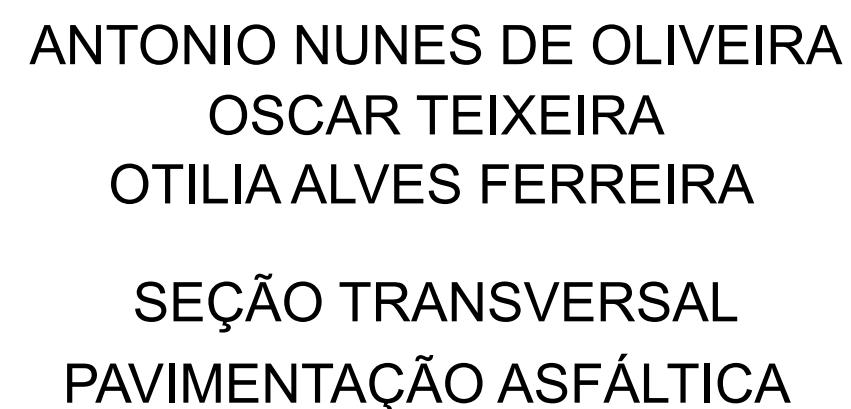 ANTONIO NUNES DE OLIVEIRA
OSCAR TEIXEIRA
OTILIA ALVES FERREIRA
SEÇÃO TRANSVERSAL
PAVIMENTAÇÃO ASFÁLTICA